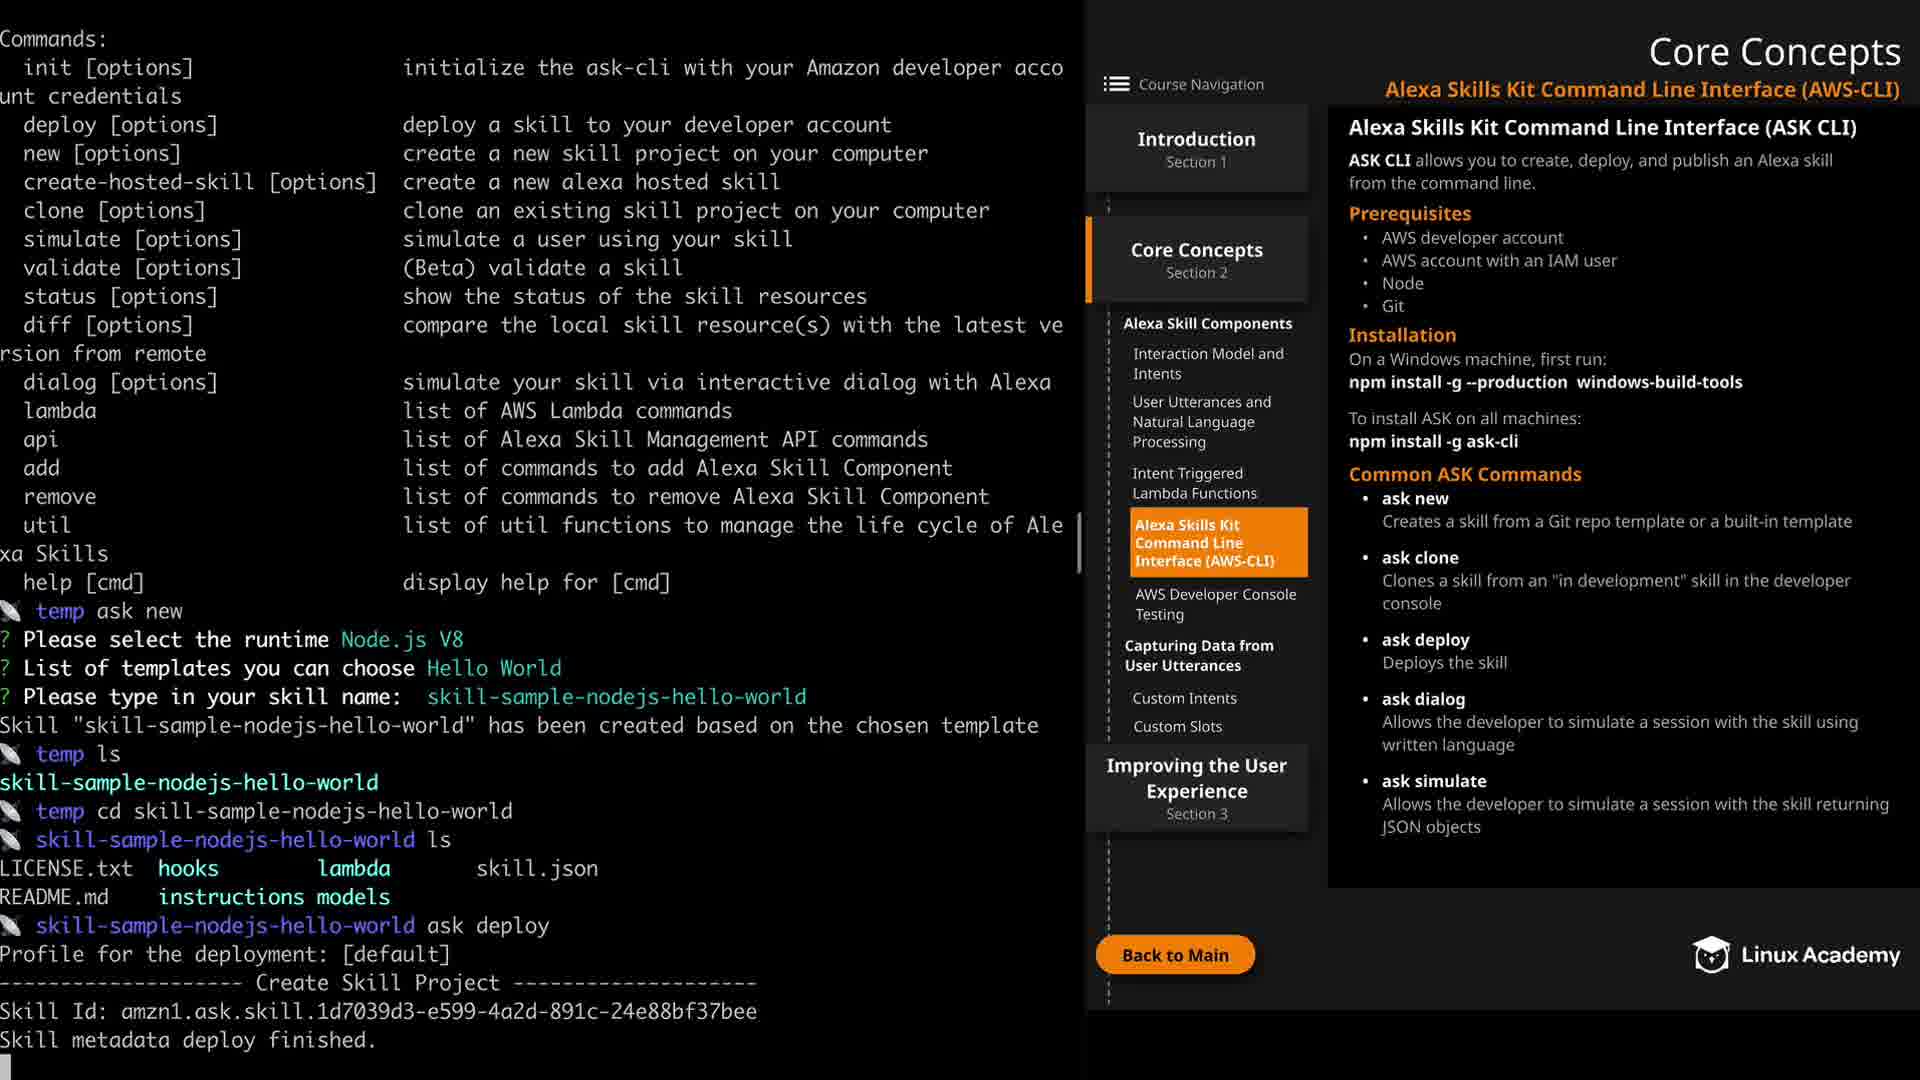 Commands:
init [options] initialize the ask-cli with your Amazon developer acco
unt credentials
deploy [options] deploy a skill to your developer account
new [options] create a new skill project on your computer
create-hosted-skill [options] create a new alexa hosted skill
clone [options] clone an existing skill project on your computer
simulate [options] simulate a user using your skill
validate [options] (Beta) validate a skill
status [options] show the status of the skill resources
diff [options] compare the local skill resource(s) with the latest ve
rsion from remote
dialog [options] simulate your skill via interactive dialog with Alexa
lambda list of AWS Lambda commands
api list of Alexa Skill Management API commands
add list of commands to add Alexa Skill Component
remove list of commands to remove Alexa Skill Component
util list of util functions to manage the life cycle of Ale
xa Skills
help [cmd] display help for [cmd]
temp ask new
? Please select the runtime Node.js V8
? List of templates you can choose Hello World
? Please type in your skill name: skill-sample-nodejs-hello-world
Skill "skill-sample-nodejs-hello-world" has been created based on the chosen template
temp ls
skill-sample-nodejs-hello-world
temp cd skill-sample-nodejs-hello-world
skill-sample-nodejs-hello-world ls
LICENSE.txt hooks lambda skill.json
README.md instructions models
skill-sample-nodejs-hello-world ask deploy
Profile for the deployment: [default]
-------------------- Create Skill Project --------------------
Skill Id: amzn1.ask.skill.1d7039d3-e599-4a2d-891c-24e88bf37bee
Skill metadata deploy finished.
Core Concepts
Alexa Skills Kit Command Line Interface (AWS-CLI)
Course Navigation
Introduction
Section 1
Core Concepts
Section 2
Alexa Skill Components
Interaction Model and
Intents
User Utterances and
Natural Language
Processing
Intent Triggered
Lambda Functions
Alexa Skills Kit
Command Line
Interface (AWS-CLI)
AWS Developer Console
Testing
Capturing Data from
User Utterances
Custom Intents
Custom Slots
Improving the User
Experience
Section 3
Back to Main
Alexa Skills Kit Command Line Interface (ASK CLI)
ASK CLI allows you to create, deploy, and publish an Alexa skill
from the command line.
Prerequisites
• AWS developer account
• AWS account with an IAM user
• Node
• Git
Installation
On a Windows machine, first run:
npm install -g --production windows-build-tools
To install ASK on all machines:
npm install -g ask-cli
Common ASK Commands
• ask new
Creates a skill from a Git repo template or a built-in template
• ask clone
Clones a skill from an "in development" skill in the developer
console
• ask deploy
Deploys the skill
• ask dialog
Allows the developer to simulate a session with the skill using
written language
• ask simulate
Allows the developer to simulate a session with the skill returning
JSON objects
Linux Academy